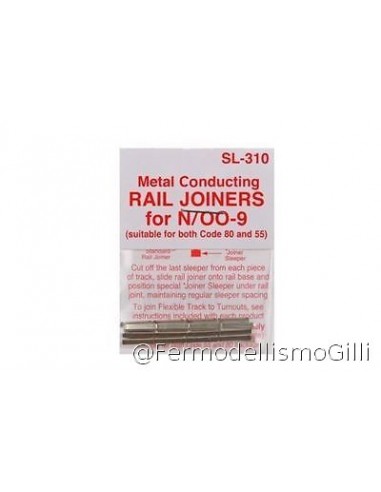 SL-310
Metal Conducting
RAIL JOINERS
for N/OO-9
(suitable for both Code 80 and 55)
Standard Rail Joiner
Joiner Sleeper
Cut off the last sleeper from each piece
of track, slide rail joiner onto rail base and
position special "Joiner Sleeper under rail
joint, maintaining regular sleeper spacing
To join Flexible Track to Turnouts, see
instructions included with each product
@FermodellismoGilli